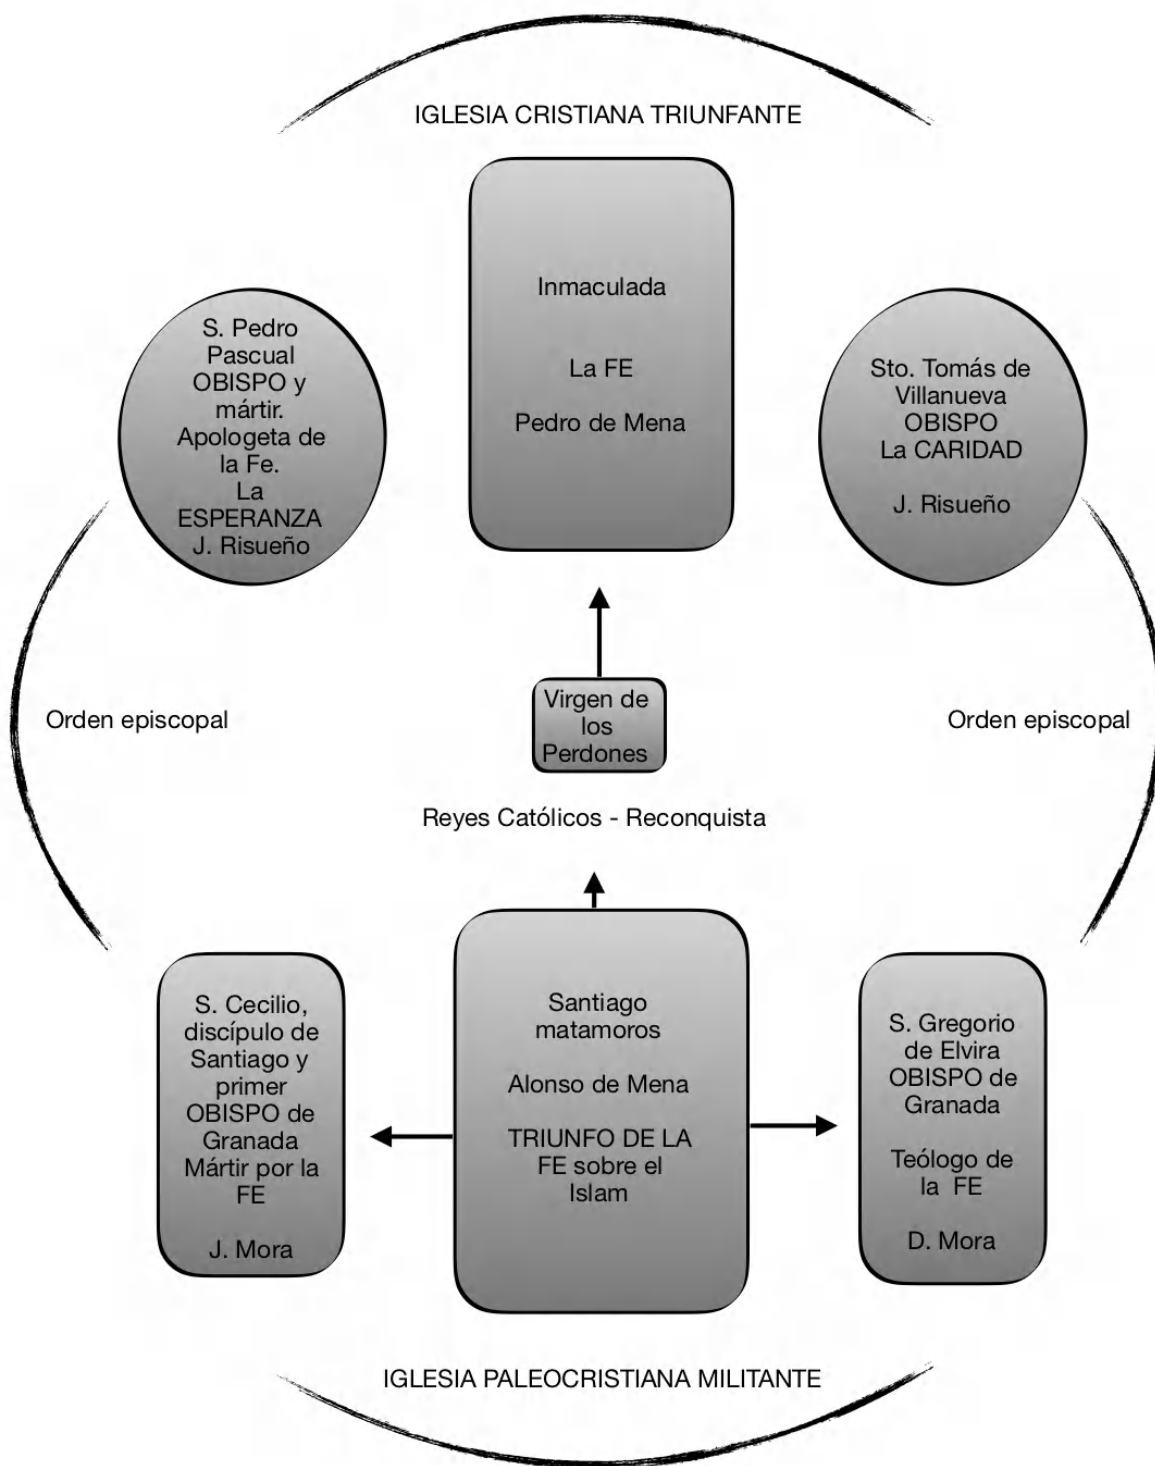 IGLESIA CRISTIANA TRIUNFANTE
Inmaculada
La FE
Pedro de Mena
S. Pedro
Pascual
OBISPO y
mártir.
Apologeta de
la Fe.
La
ESPERANZA
J. Risueño
Sto. Tomás de
Villanueva
OBISPO
La CARIDAD
J. Risueño
Orden episcopal
Virgen de
los
Perdones
Orden episcopal
Reyes Católicos - Reconquista
S. Cecilio,
discípulo de
Santiago y
primer
OBISPO de
Granada
Mártir por la
FE
J. Mora
Santiago
matamoros
Alonso de Mena
TRIUNFO DE LA
FE sobre el
Islam
S. Gregorio
de Elvira
OBISPO de
Granada
Teólogo de
la FE
D. Mora
IGLESIA PALEOCRISTIANA MILITANTE